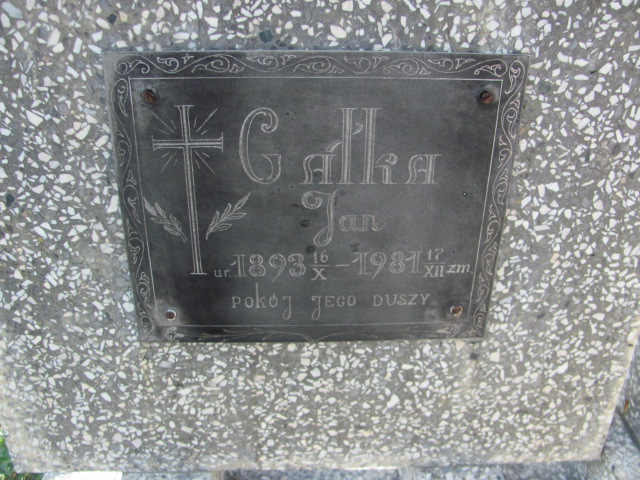 Gałka
Jan
ur. 1893 16/X - 1981 17/XII zm.
POKÓJ JEGO DUSZY.